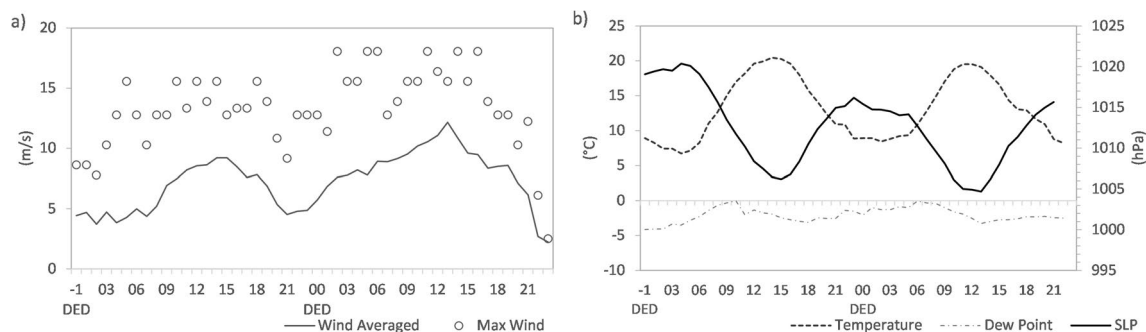 a)
20
15
10
5
0
(m/s)
-1 03 06 09 12 15 18 21 00 03 06 09 12 15 18 21
DED DED
Wind Averaged Max Wind
b)
25
20
15
10
5
0
-5
-10
(°C)
1025
1020
1015
1010
1005
1000
995
(hPa)
-1 03 06 09 12 15 18 21 00 03 06 09 12 15 18 21
DED DED
Temperature Dew Point SLP